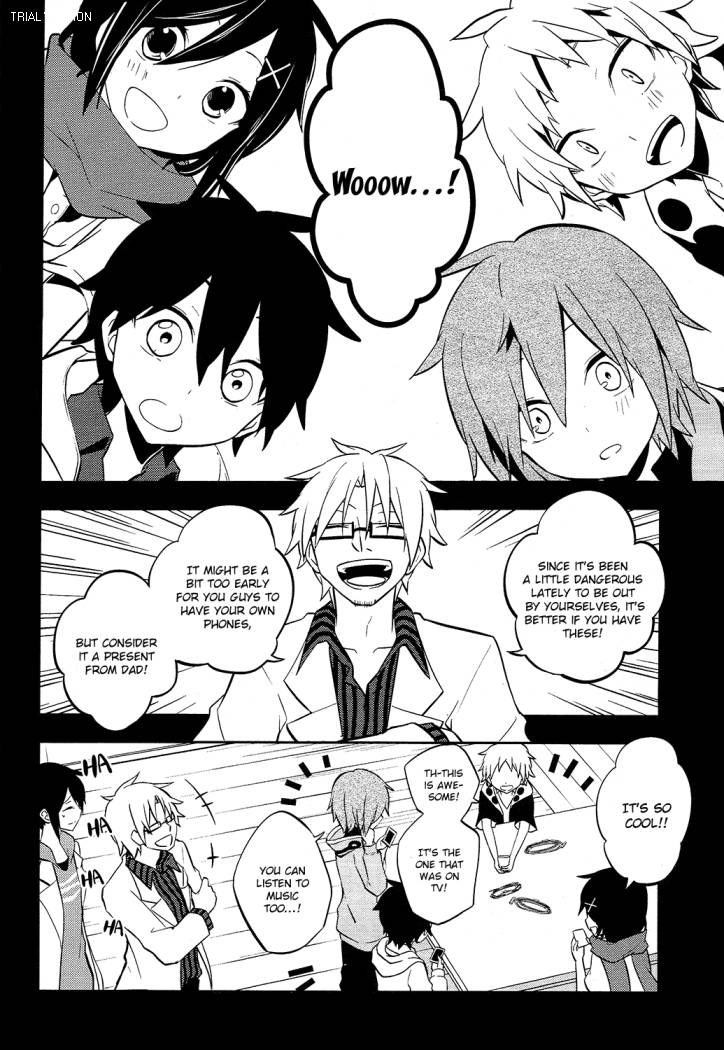 TRIAL VERSION
Wooow...!
SINCE IT'S BEEN
A LITTLE DANGEROUS
LATELY TO BE OUT
BY YOURSELVES, IT'S
BETTER IF YOU HAVE
THESE!
IT MIGHT BE A
BIT TOO EARLY
FOR YOU GUYS TO
HAVE YOUR OWN
PHONES,
BUT CONSIDER
IT A PRESENT
FROM DAD!
IT'S SO
COOL!!
TH-THIS
IS AWE-
SOME!
IT'S THE
ONE THAT
WAS ON
TV!
YOU CAN
LISTEN TO
MUSIC
TOO...!
HA
HA
HA
HA